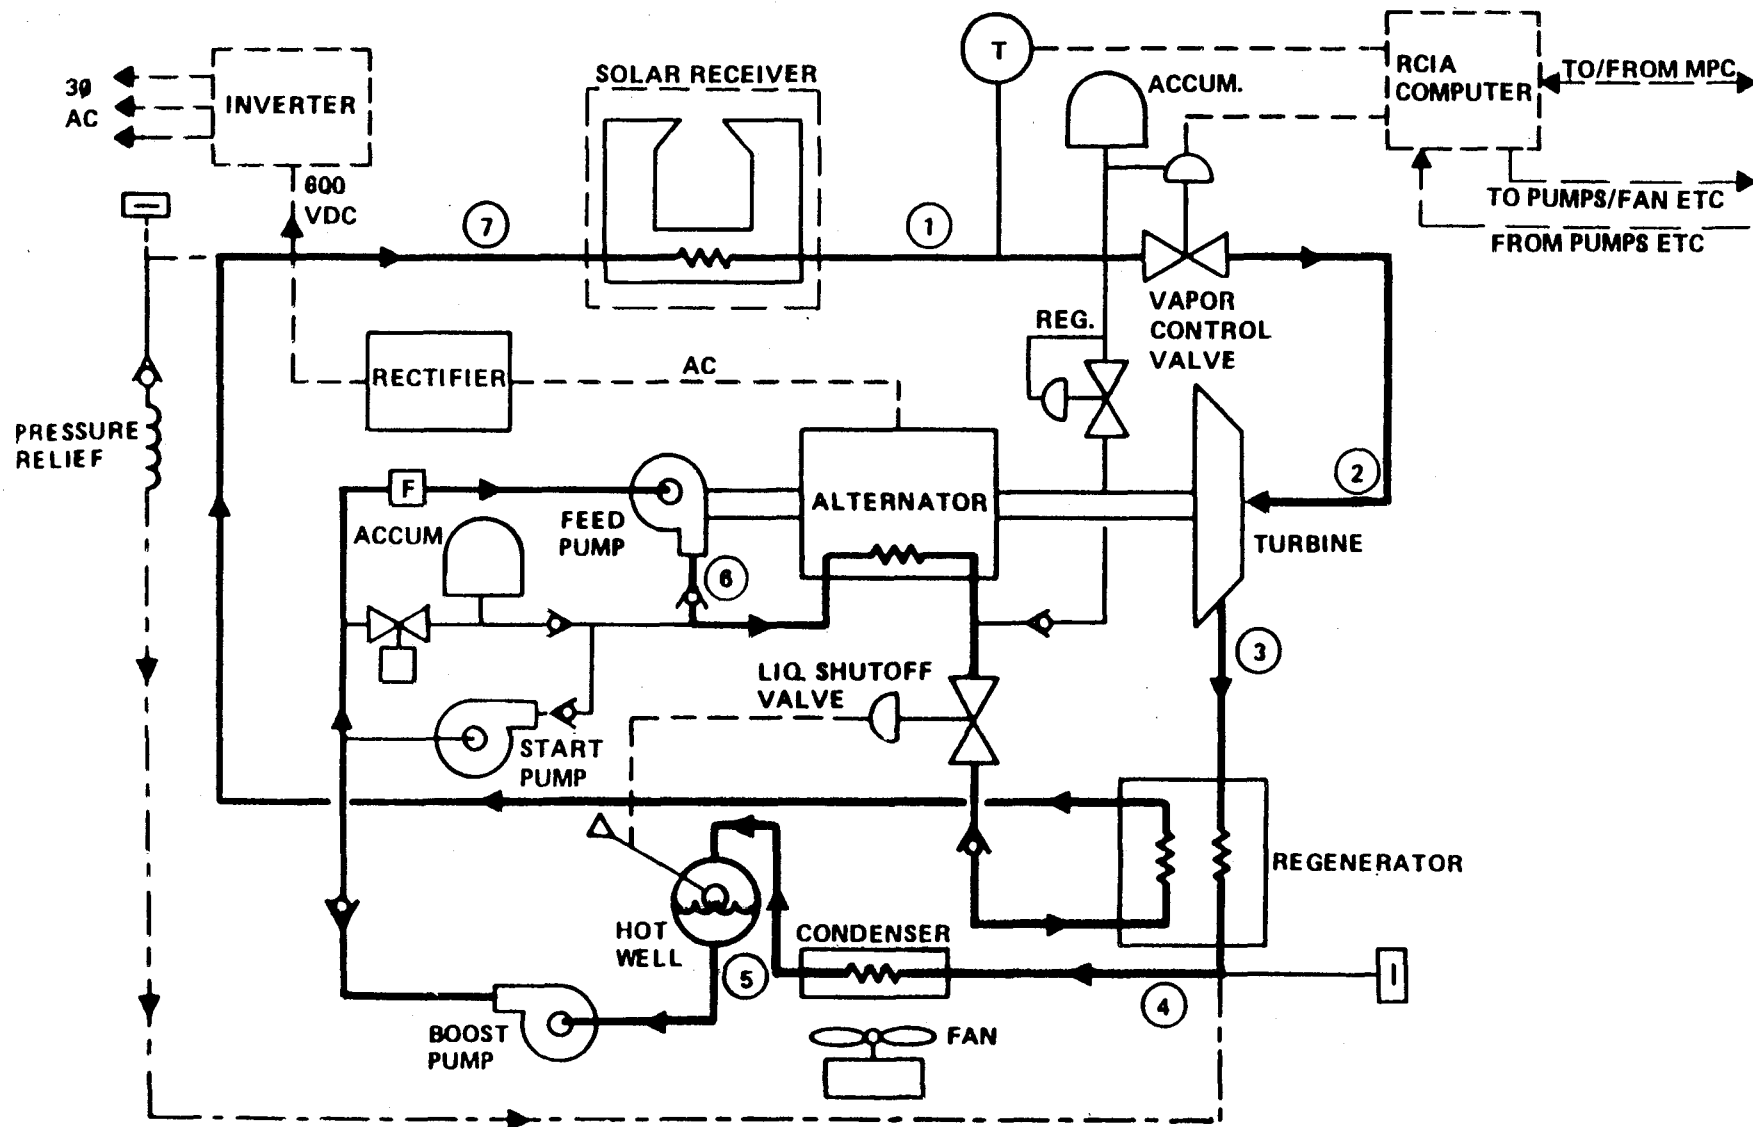 SOLAR RECEIVER
T
ACCUM.
RCIA
COMPUTER
TO/FROM MPC
3φ
AC
INVERTER
600
VDC
TO PUMPS/FAN ETC
FROM PUMPS ETC
7
1
VAPOR
CONTROL
VALVE
REG.
RECTIFIER
AC
PRESSURE
RELIEF
F
FEED
PUMP
ACCUM
ALTERNATOR
2
TURBINE
6
3
LIQ. SHUTOFF
VALVE
START
PUMP
REGENERATOR
HOT
WELL
CONDENSER
5
4
BOOST
PUMP
FAN